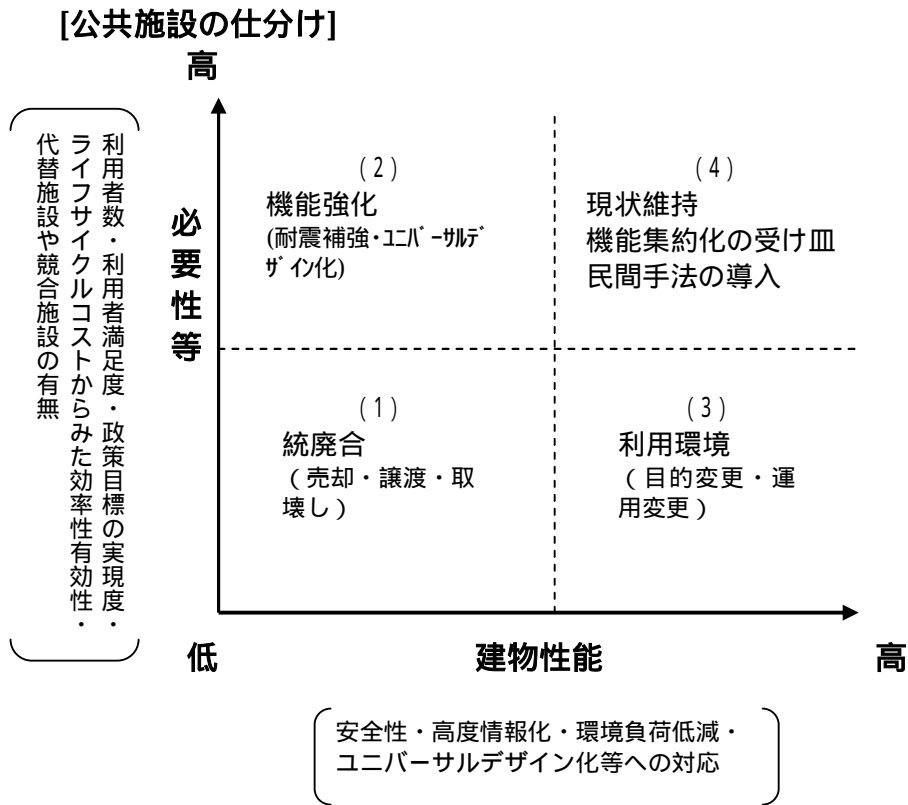 [公共施設の仕分け]
高
利用者数・利用者満足度・政策目標の実現度・
ライフサイクルコストからみた効率性有効性・
代替施設や競合施設の有無
必要性等
(2)
機能強化
(耐震補強・ユニバーサルデ
ザイン化)
(4)
現状維持
機能集約化の受け皿
民間手法の導入
(1)
統廃合
(売却・譲渡・取
壊し)
(3)
利用環境
(目的変更・運
用変更)
低
建物性能
高
安全性・高度情報化・環境負荷低減・
ユニバーサルデザイン化等への対応